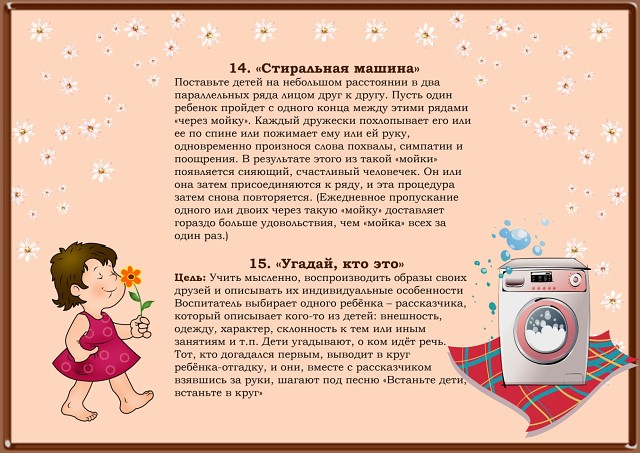 14. «Стиральная машина»
Поставьте детей на небольшом расстоянии в два
параллельных ряда лицом друг к другу. Пусть один
ребенок пройдет с одного конца между этими рядами
«через мойку». Каждый дружески похлопывает его или
ее по спине или пожимает ему или ей руку,
одновременно произнося слова похвалы, симпатии и
поощрения. В результате этого из такой «мойки»
появляется сияющий, счастливый человечек. Он или
она затем присоединяются к ряду, и эта процедура
затем снова повторяется. (Ежедневное пропускание
одного или двоих через такую «мойку» доставляет
гораздо больше удовольствия, чем «мойка» всех за
один раз.)
15. «Угадай, кто это»
Цель: Учить мысленно, воспроизводить образы своих
друзей и описывать их индивидуальные особенности
Воспитатель выбирает одного ребёнка – рассказчика,
который описывает кого-то из детей: внешность,
одежду, характер, склонность к тем или иным
занятиям и т.п. Дети угадывают, о ком идёт речь.
Тот, кто догадался первым, выводит в круг
ребёнка-отгадку, и они, вместе с рассказчиком
взявшись за руки, шагают под песню «Встаньте дети,
встаньте в круг»